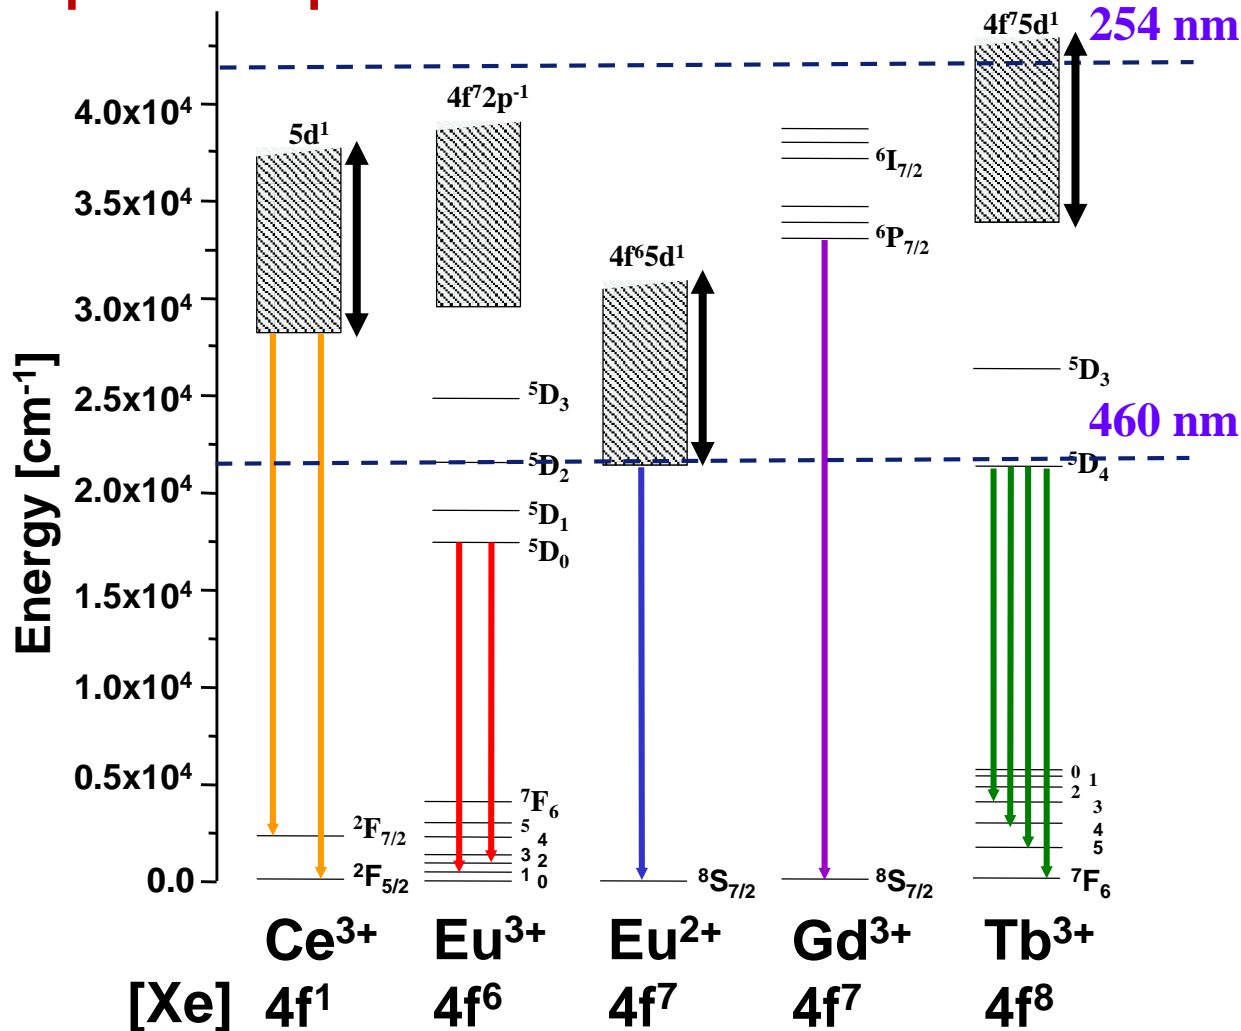 254 nm
4f⁷5d¹
4f⁷2p⁻¹
4.0x10⁴
5d¹
⁶I₇/₂
3.5x10⁴
⁶P₇/₂
4f⁶5d¹
3.0x10⁴
⁵D₃
2.5x10⁴
⁵D₃
460 nm
⁵D₂
⁵D₄
2.0x10⁴
⁵D₁
⁵D₀
1.5x10⁴
1.0x10⁴
0.5x10⁴
0 1
2
3
4
5
⁷F₆
⁷F₆
5
4
3 2
1 0
²F₇/₂
²F₅/₂
⁸S₇/₂
⁸S₇/₂
0.0
Energy [cm⁻¹]
Ce³⁺ Eu³⁺ Eu²⁺ Gd³⁺ Tb³⁺
[Xe] 4f¹ 4f⁶ 4f⁷ 4f⁷ 4f⁸